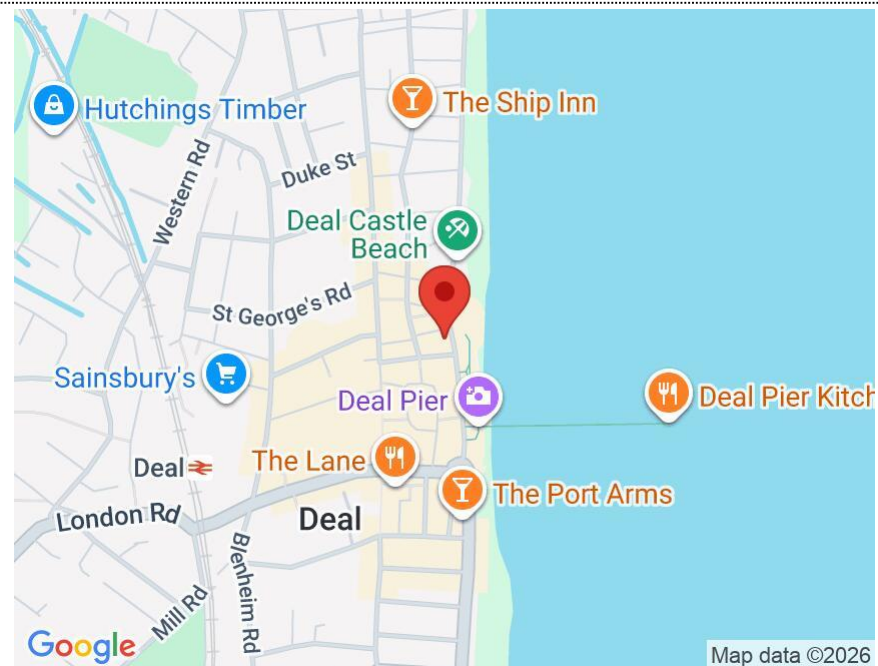 The Ship Inn
Hutchings Timber
Duke St
Western Rd
Deal Castle
Beach
St George's Rd
Sainsbury's
Deal Pier
Deal Pier Kitch
The Lane
Deal
The Port Arms
London Rd
Deal
Blenheim Rd
Mill Rd
Google
Map data ©2026